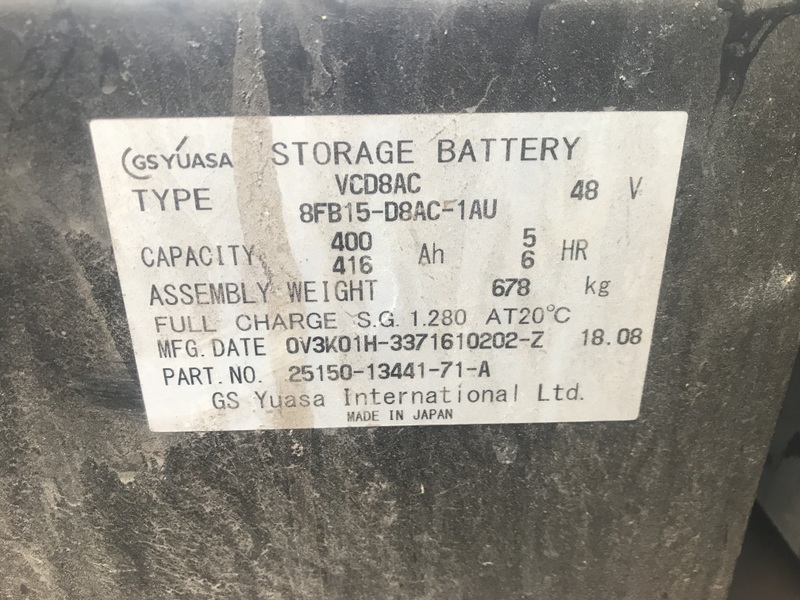 GS YUASA STORAGE BATTERY
TYPE VCD8AC 48 V
8FB15-D8AC-1AU
CAPACITY 400 Ah 5 HR
416 6
ASSEMBLY WEIGHT 678 kg
FULL CHARGE S.G. 1.280 AT 20°C
MFG. DATE 0V3K01H-3371610202-Z 18.08
PART. NO. 25150-13441-71-A
GS Yuasa International Ltd.
MADE IN JAPAN